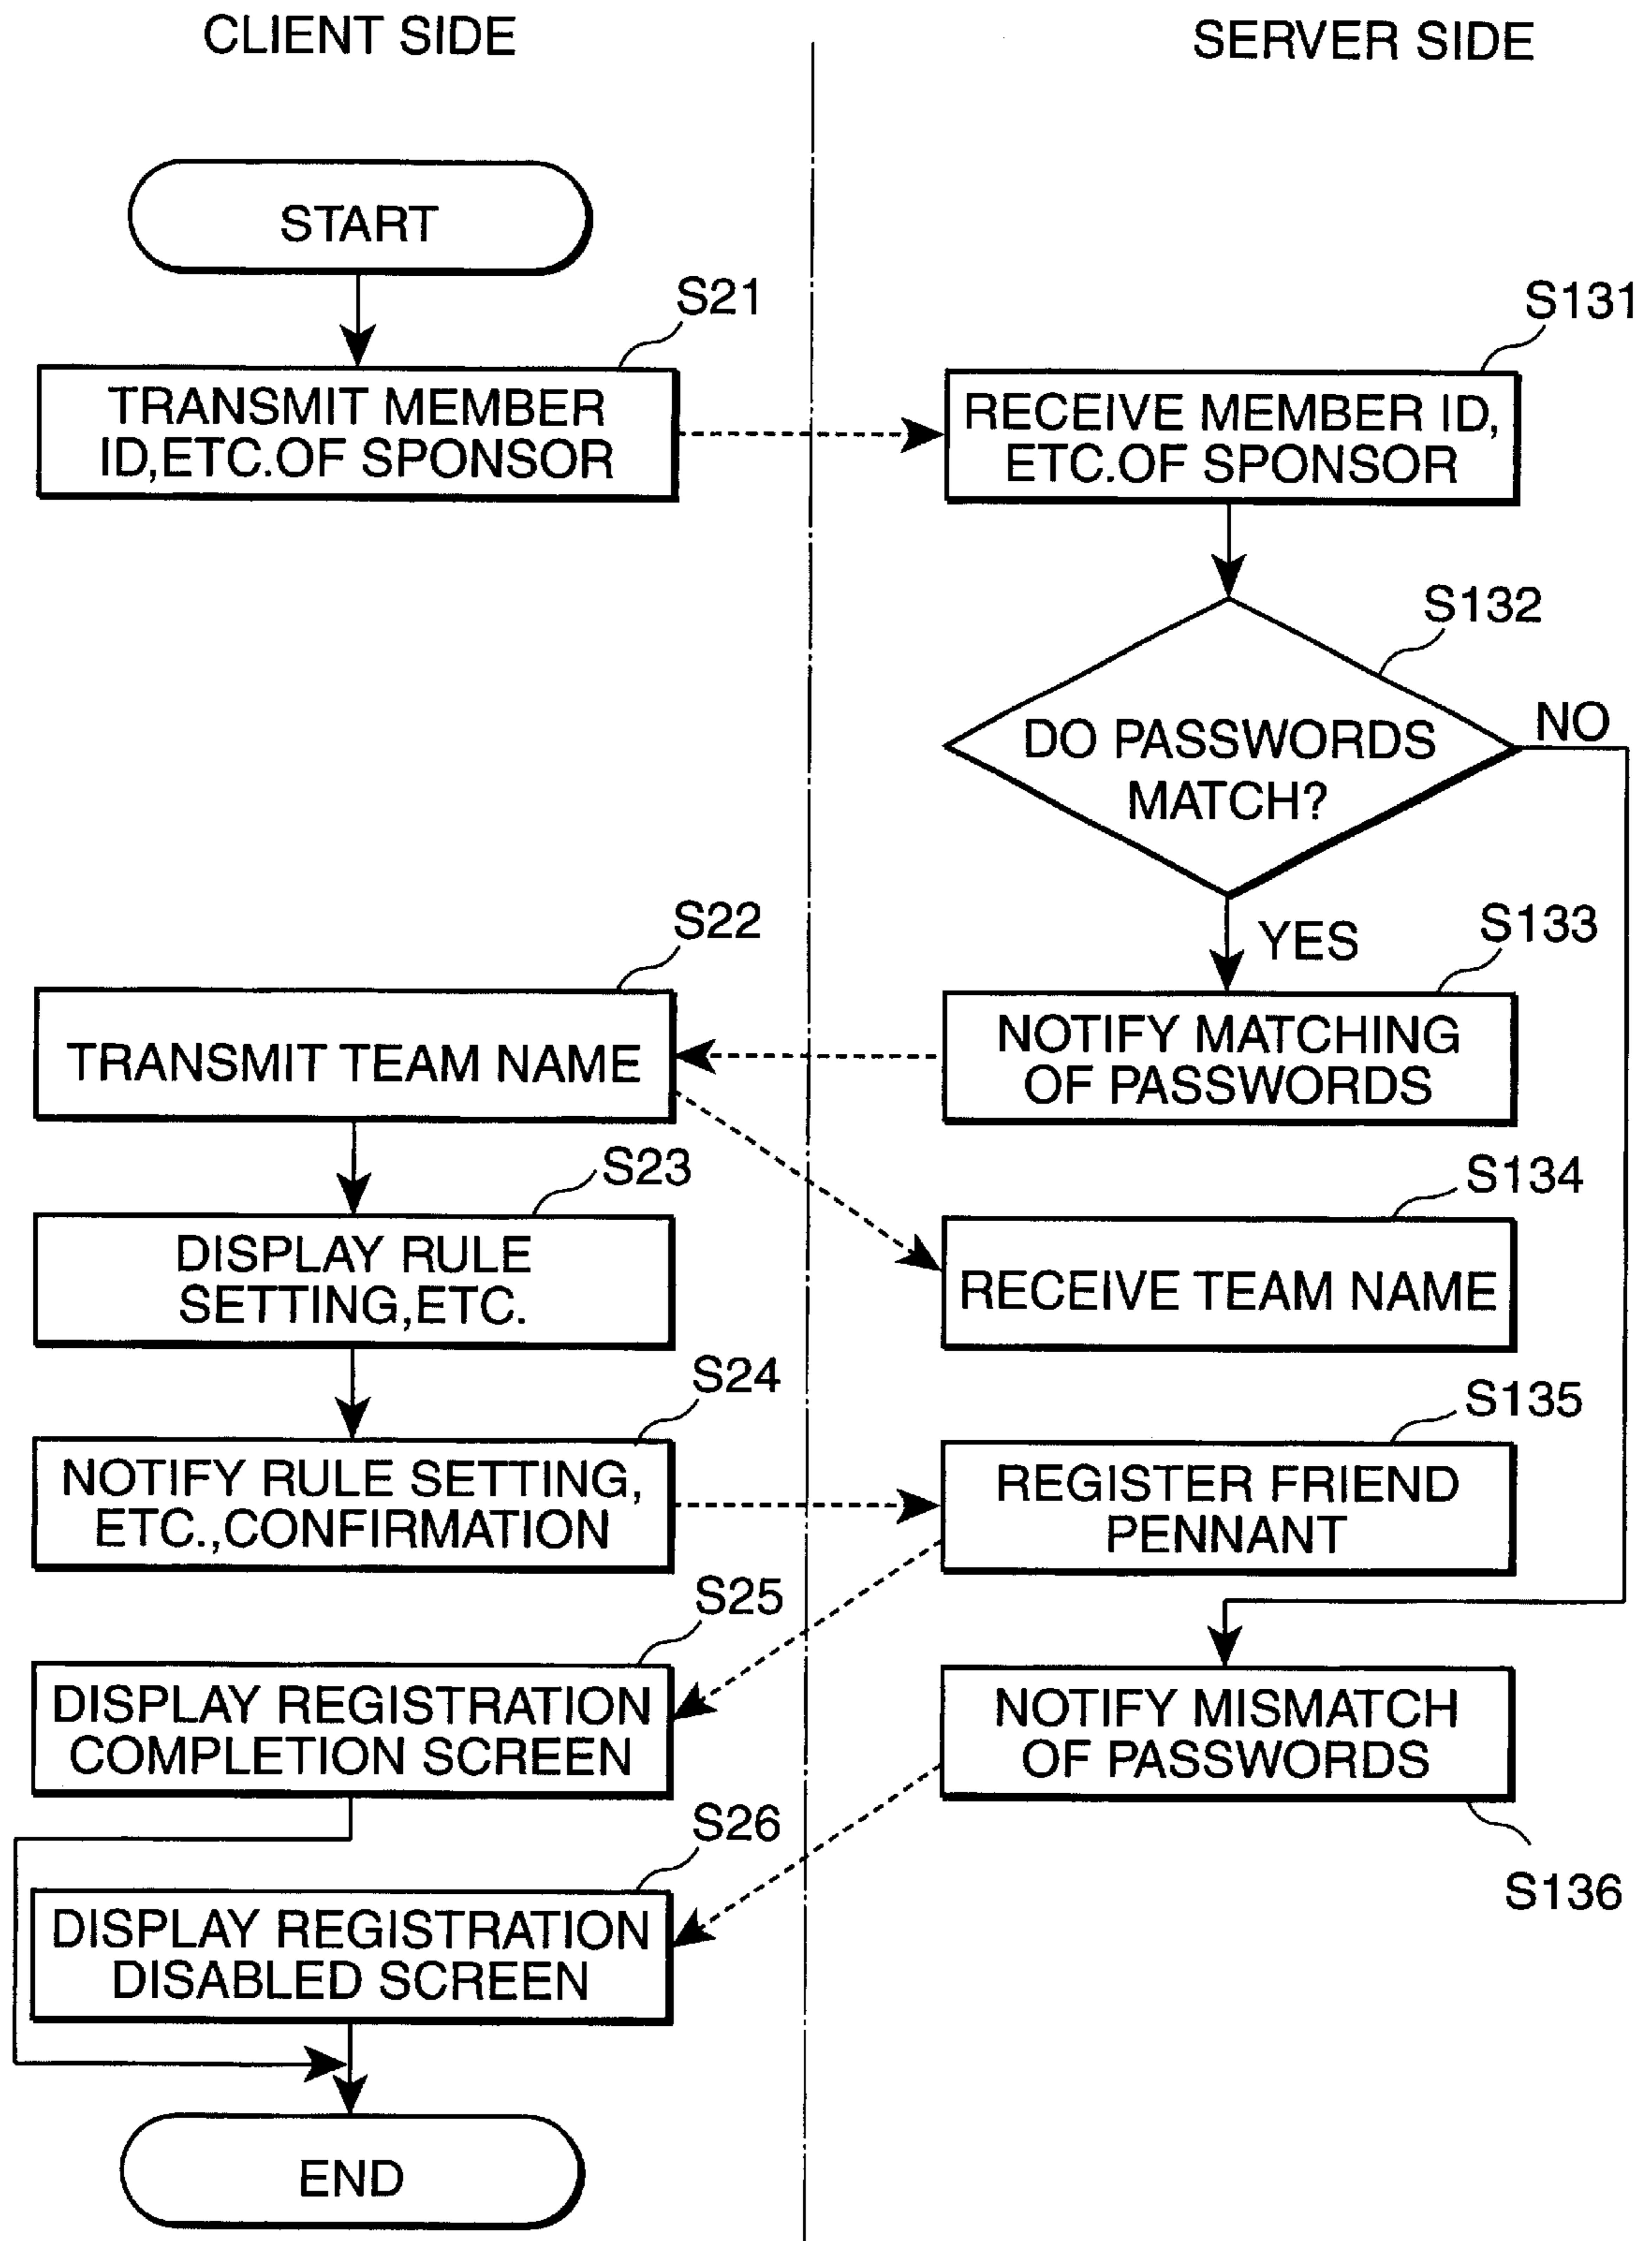 CLIENT SIDE
SERVER SIDE
START
S21
TRANSMIT MEMBER
ID,ETC.OF SPONSOR
S131
RECEIVE MEMBER ID,
ETC.OF SPONSOR
S132
DO PASSWORDS
MATCH?
NO
YES
S133
NOTIFY MATCHING
OF PASSWORDS
S22
TRANSMIT TEAM NAME
S134
RECEIVE TEAM NAME
S23
DISPLAY RULE
SETTING,ETC.
S24
NOTIFY RULE SETTING,
ETC.,CONFIRMATION
S135
REGISTER FRIEND
PENNANT
S25
DISPLAY REGISTRATION
COMPLETION SCREEN
NOTIFY MISMATCH
OF PASSWORDS
S136
S26
DISPLAY REGISTRATION
DISABLED SCREEN
END